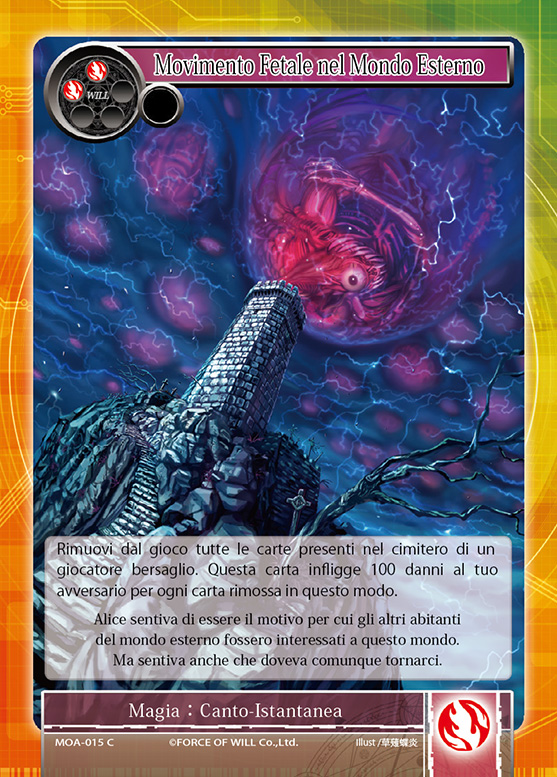 Movimento Fetale nel Mondo Esterno
WILL
Rimuovi dal gioco tutte le carte presenti nel cimitero di un
giocatore bersaglio. Questa carta infligge 100 danni al tuo
avversario per ogni carta rimossa in questo modo.
Alice sentiva di essere il motivo per cui gli altri abitanti
del mondo esterno fossero interessati a questo mondo.
Ma sentiva anche che doveva comunque tornarci.
Magia : Canto-Istantanea
MOA-015 C ©FORCE OF WILL Co.,Ltd. Illust /草薙蝶炎